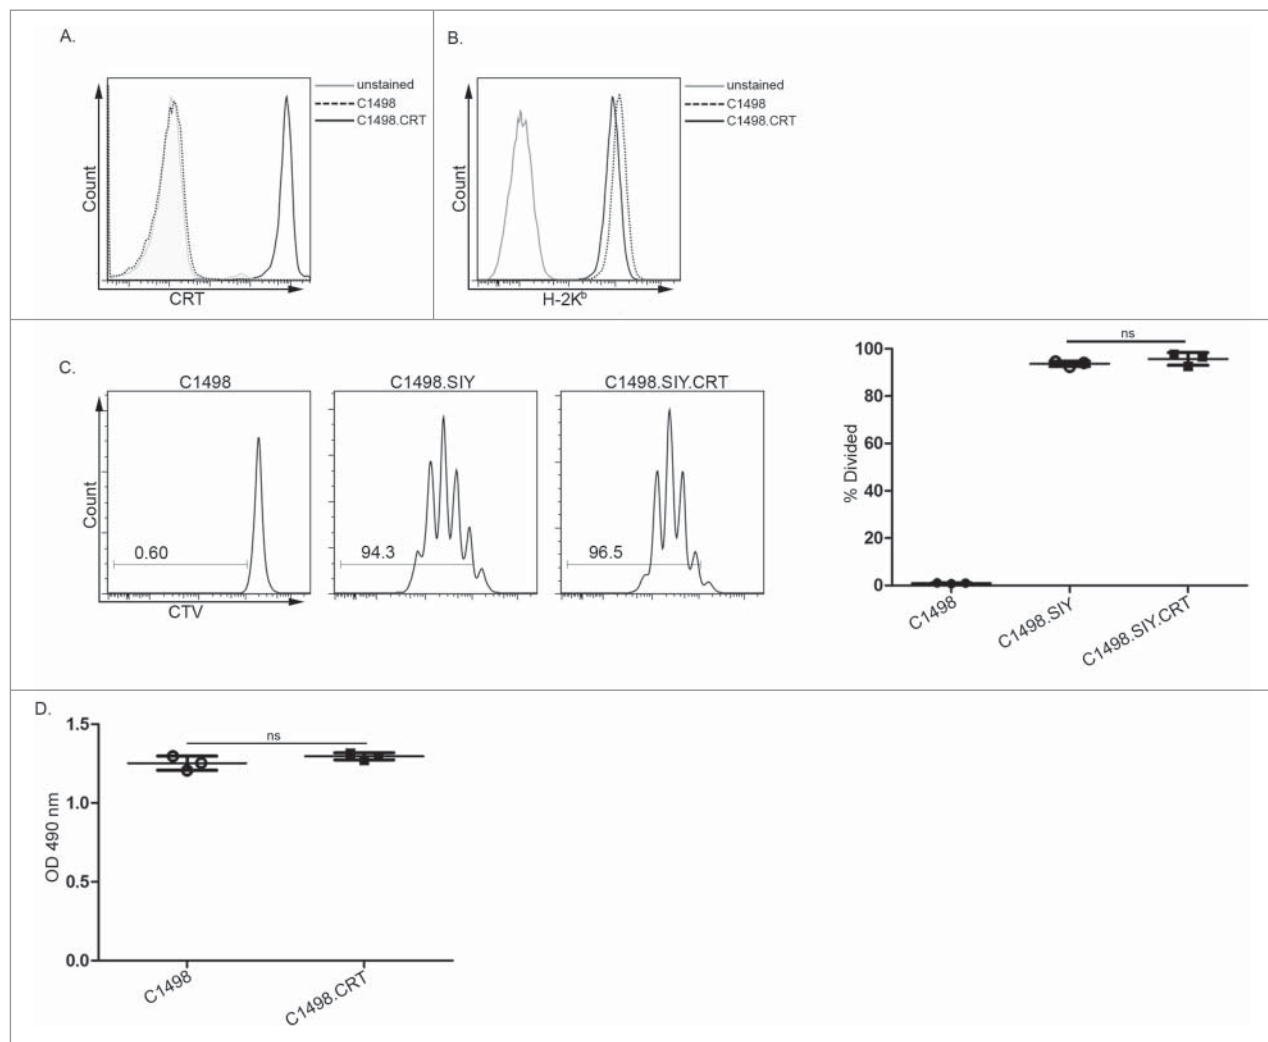 A.
unstained
C1498
C1498.CRT
Count
CRT
B.
unstained
C1498
C1498.CRT
Count
H-2Kᵇ
C.
C1498
C1498.SIY
C1498.SIY.CRT
Count
0.60
94.3
96.5
CTV
ns
100
80
60
40
20
0
% Divided
C1498
C1498.SIY
C1498.SIY.CRT
D.
1.5
1.0
0.5
0.0
OD 490 nm
ns
C1498
C1498.CRT